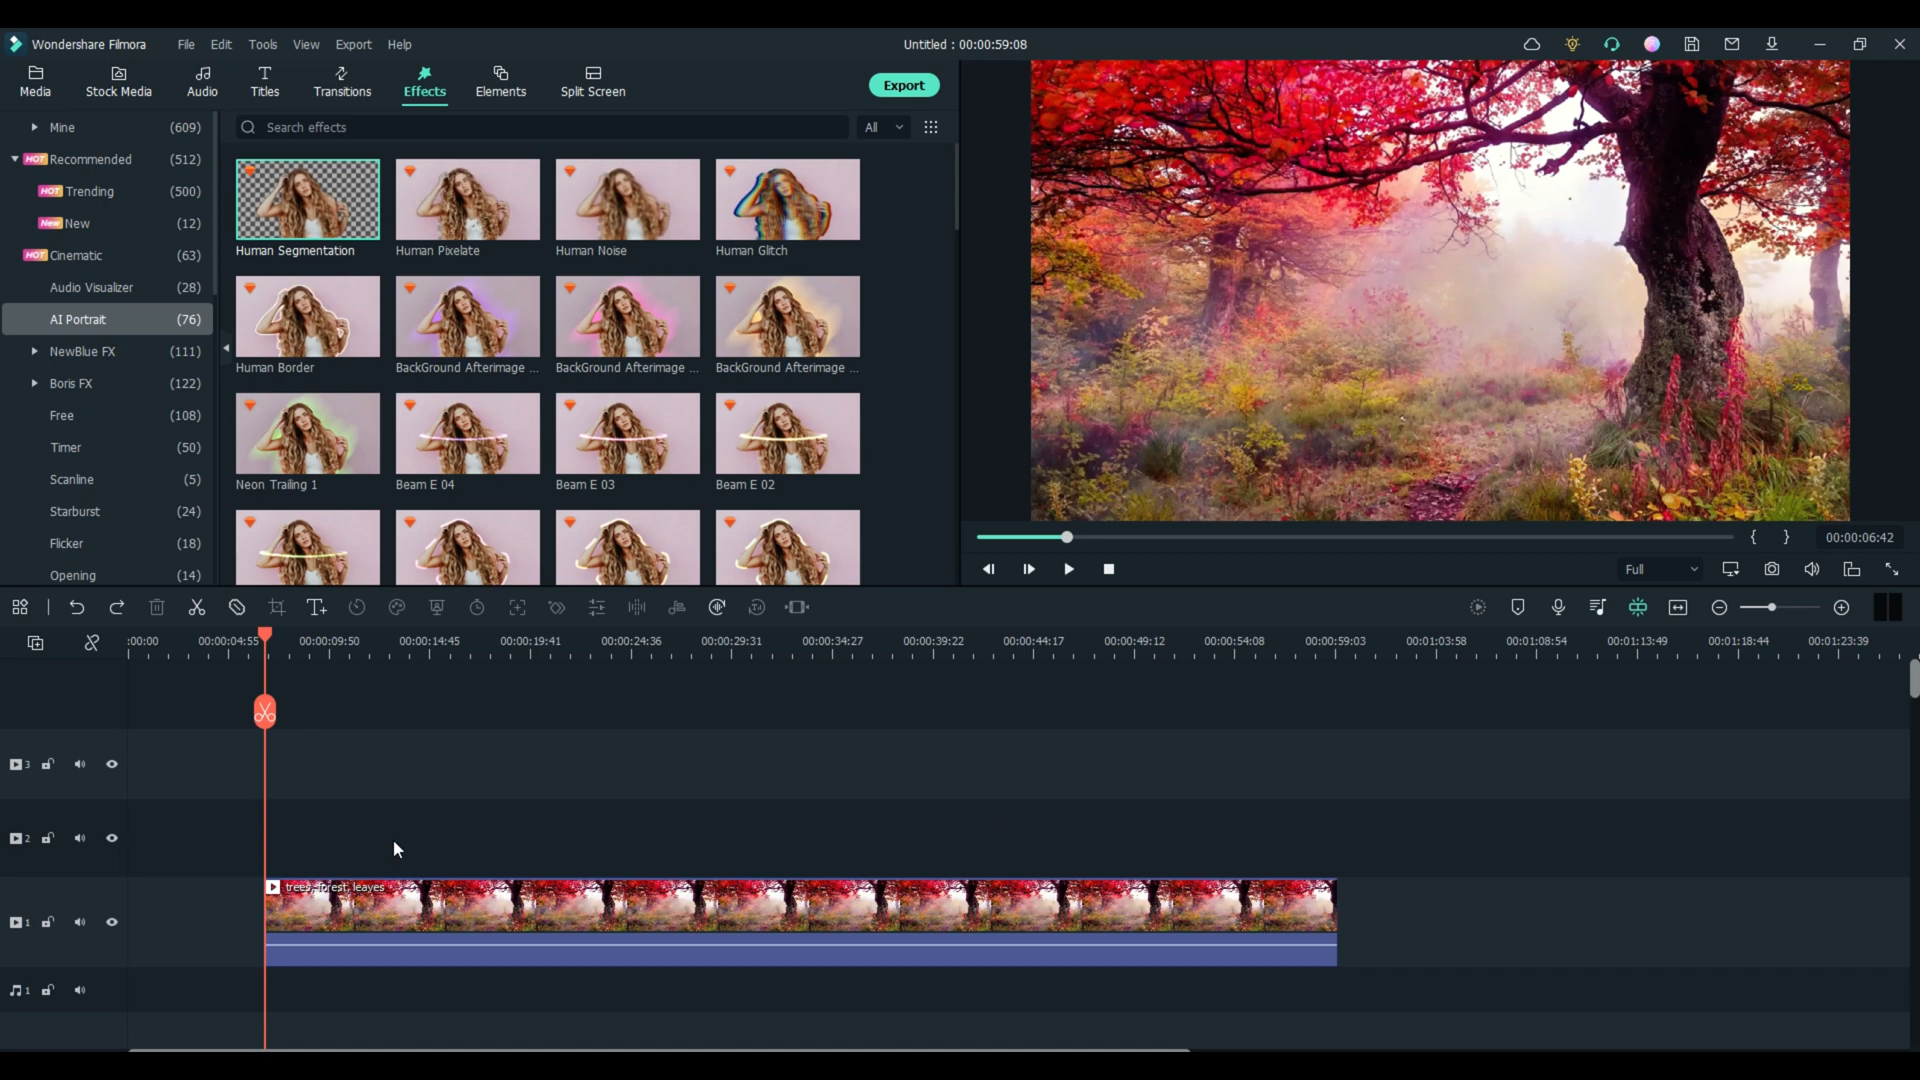 Wondershare Filmora File Edit Tools View Export Help Untitled : 00:00:59:08
Media Stock Media Audio Titles Transitions Effects Elements Split Screen Export
Mine (609)
HOT Recommended (512)
HOT Trending (500)
New New (12)
HOT Cinematic (63)
Audio Visualizer (28)
AI Portrait (76)
NewBlue FX (111)
Boris FX (122)
Free (108)
Timer (50)
Scanline (5)
Starburst (24)
Flicker (18)
Opening (14)
Search effects All
Human Segmentation Human Pixelate Human Noise Human Glitch
Human Border BackGround Afterimage ... BackGround Afterimage ... BackGround Afterimage ...
Neon Trailing 1 Beam E 04 Beam E 03 Beam E 02
00:00:06:42
Full
:00:00 00:00:04:55 00:00:09:50 00:00:14:45 00:00:19:41 00:00:24:36 00:00:29:31 00:00:34:27 00:00:39:22 00:00:44:17 00:00:49:12 00:00:54:08 00:00:59:03 00:01:03:58 00:01:08:54 00:01:13:49 00:01:18:44 00:01:23:39
3
2
trees, forest, leaves
1
1